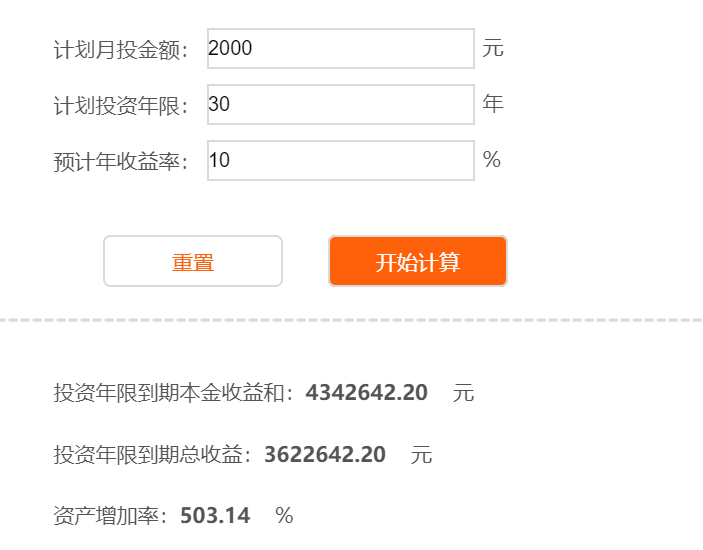 计划月投金额： 2000 元
计划投资年限： 30 年
预计年收益率： 10 %
重置 开始计算
投资年限到期本金收益和：4342642.20 元
投资年限到期总收益：3622642.20 元
资产增加率：503.14 %